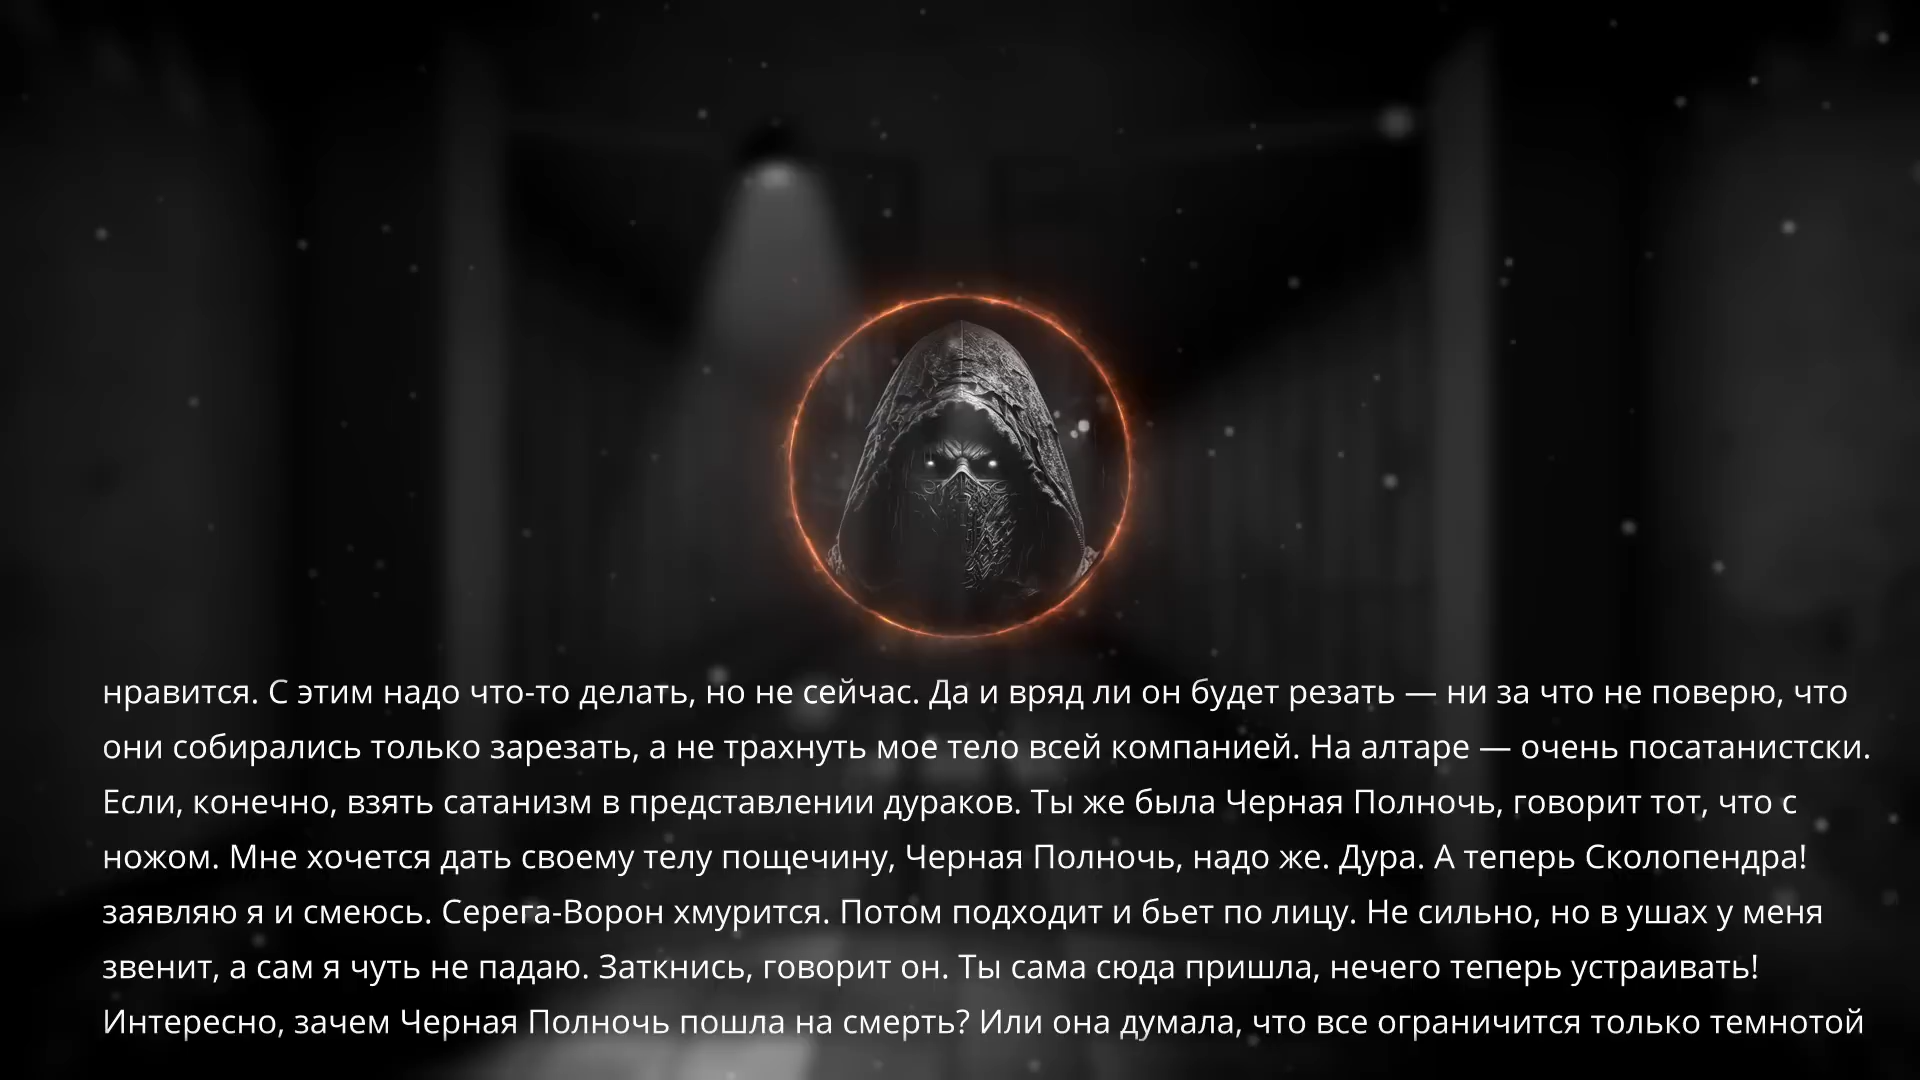 нравится. С этим надо что-то делать, но не сейчас. Да и вряд ли он будет резать — ни за что не поверю, что
они собирались только зарезать, а не трахнуть мое тело всей компанией. На алтаре — очень посатанистски.
Если, конечно, взять сатанизм в представлении дураков. Ты же была Черная Полночь, говорит тот, что с
ножом. Мне хочется дать своему телу пощечину, Черная Полночь, надо же. Дура. А теперь Сколопендра!
заявляю я и смеюсь. Серега-Ворон хмурится. Потом подходит и бьет по лицу. Не сильно, но в ушах у меня
звенит, а сам я чуть не падаю. Заткнись, говорит он. Ты сама сюда пришла, нечего теперь устраивать!
Интересно, зачем Черная Полночь пошла на смерть? Или она думала, что все ограничится только темнотой